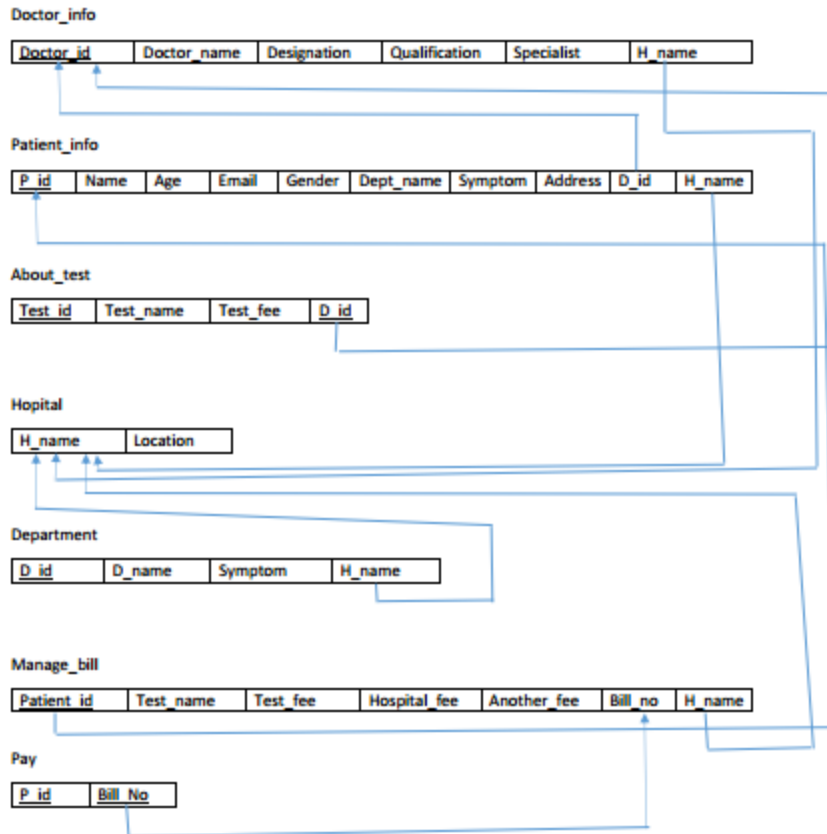 Doctor_info
Doctor_id Doctor_name Designation Qualification Specialist H_name
Patient_info
P_id Name Age Email Gender Dept_name Symptom Address D_id H_name
About_test
Test_id Test_name Test_fee D_id
Hopital
H_name Location
Department
D_id D_name Symptom H_name
Manage_bill
Patient_id Test_name Test_fee Hospital_fee Another_fee Bill_no H_name
Pay
P_id Bill_No